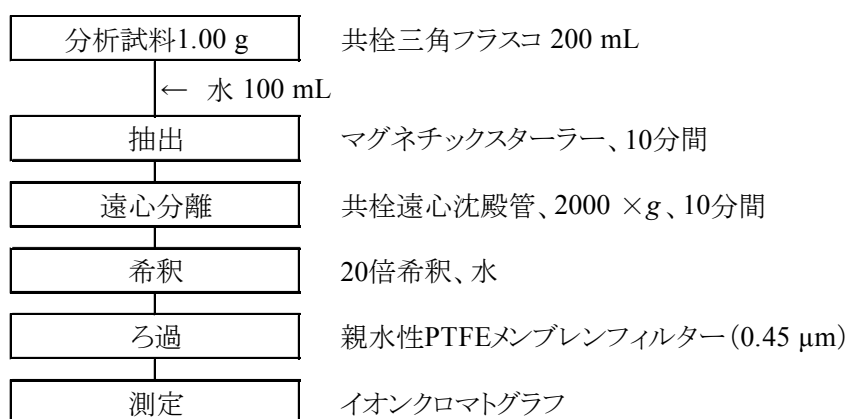 分析試料1.00 g 共栓三角フラスコ 200 mL
← 水 100 mL
抽出 マグネチックスターラー、10分間
遠心分離 共栓遠心沈殿管、2000 ×g、10分間
希釈 20倍希釈、水
ろ過 親水性PTFEメンブレンフィルター(0.45 µm)
測定 イオンクロマトグラフ